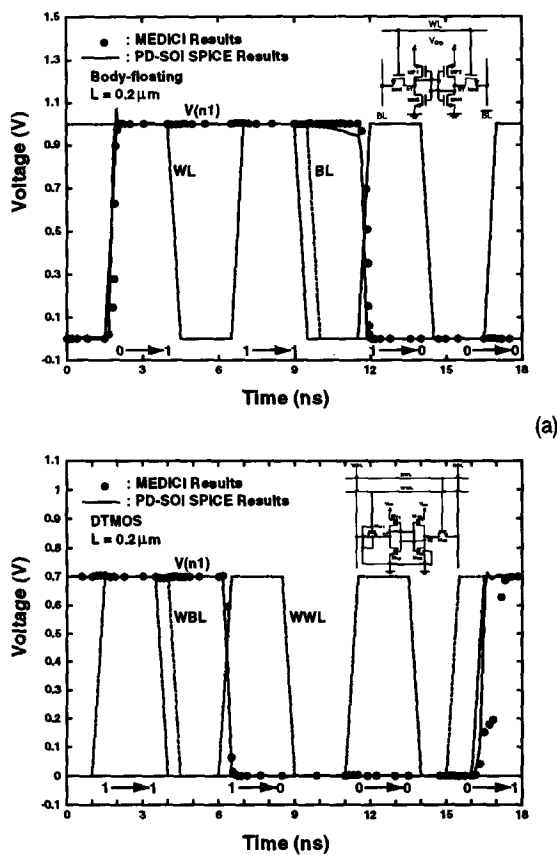 WL
: MEDICI Results
: PD-SOI SPICE Results
Body-floating
L = 0.2μm
V(n1)
WL
BL
BL
BL
Voltage (V)
1.5
1.3
1.1
0.9
0.7
0.5
0.3
0.1
-0.1
0 3 6 9 12 15 18
0 1
1 1
1 0
0 0
Time (ns)
(a)
: MEDICI Results
: PD-SOI SPICE Results
DTMOS
L = 0.2μm
V(n1)
WBL
WWL
Voltage (V)
1.1
1
0.9
0.8
0.7
0.6
0.5
0.4
0.3
0.2
0.1
0
-0.1
0 3 6 9 12 15 18
1 1
1 0
0 0
0 1
Time (ns)